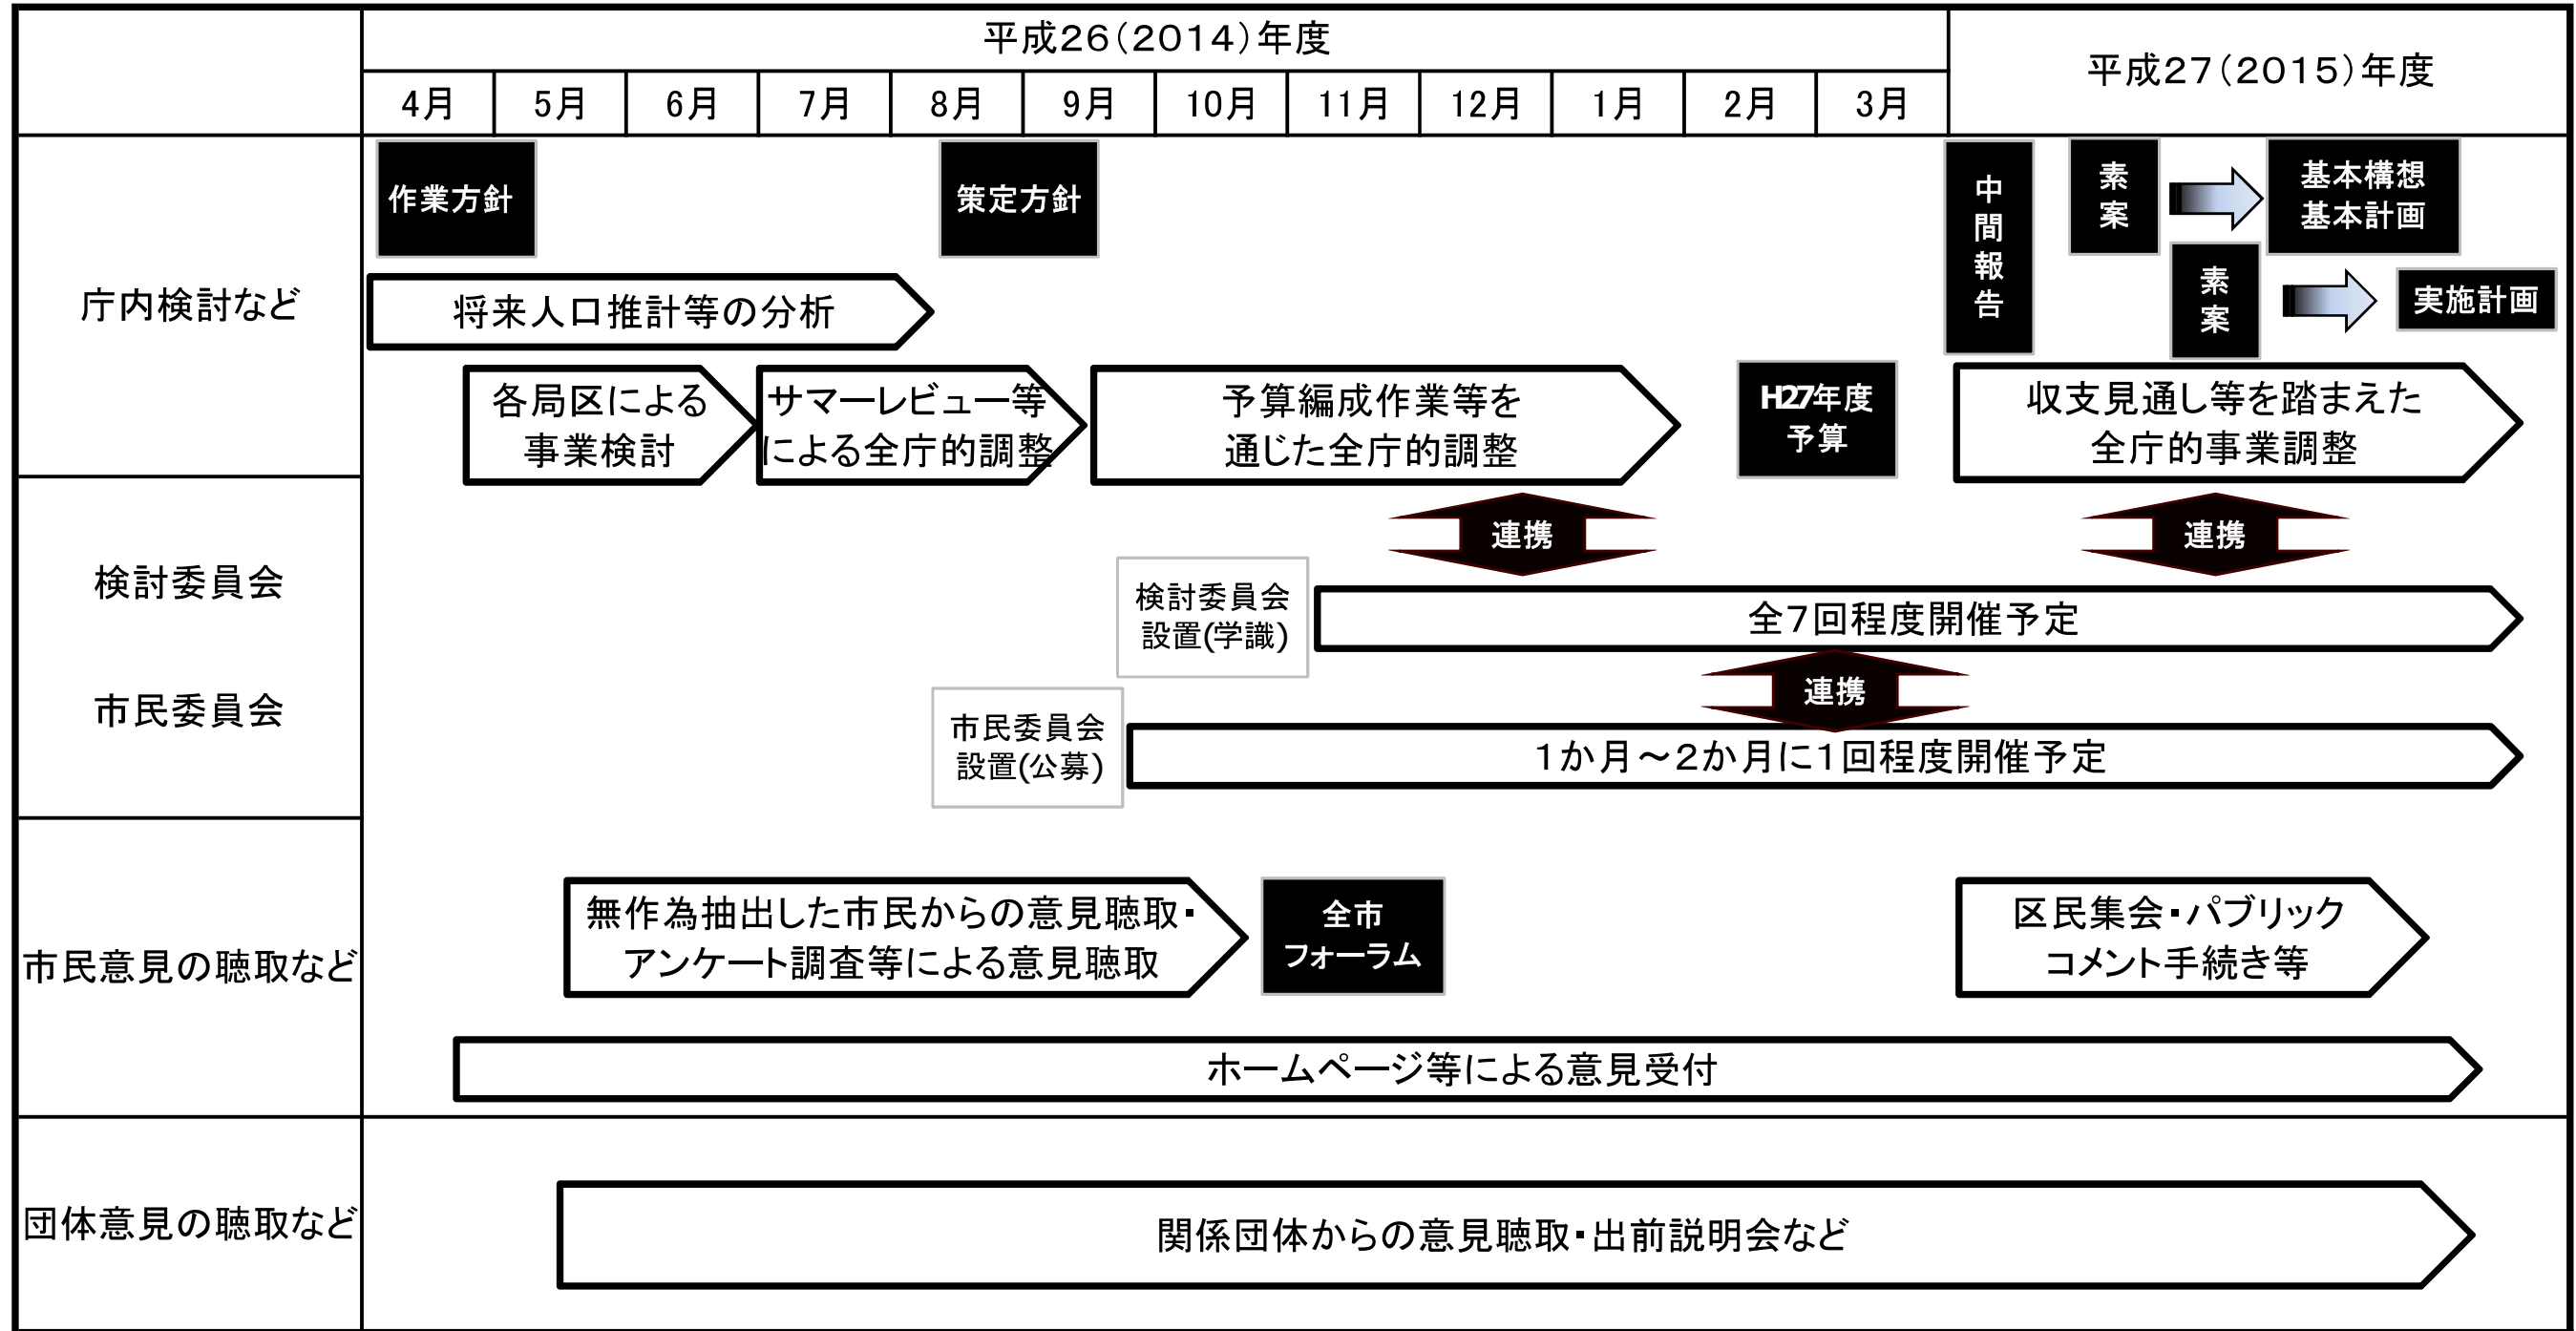 平成26(2014)年度
平成27(2015)年度
4月
5月
6月
7月
8月
9月
10月
11月
12月
1月
2月
3月
庁内検討など
作業方針
策定方針
中
間
報
告
素
案
基本構想
基本計画
素
案
実施計画
将来人口推計等の分析
各局区による
事業検討
サマーレビュー等
による全庁的調整
予算編成作業等を
通じた全庁的調整
H27年度
予算
収支見通し等を踏まえた
全庁的事業調整
連携
連携
検討委員会
検討委員会
設置(学識)
全7回程度開催予定
連携
市民委員会
市民委員会
設置(公募)
1か月～2か月に1回程度開催予定
市民意見の聴取など
無作為抽出した市民からの意見聴取・
アンケート調査等による意見聴取
全市
フォーラム
区民集会・パブリック
コメント手続き等
ホームページ等による意見受付
団体意見の聴取など
関係団体からの意見聴取・出前説明会など